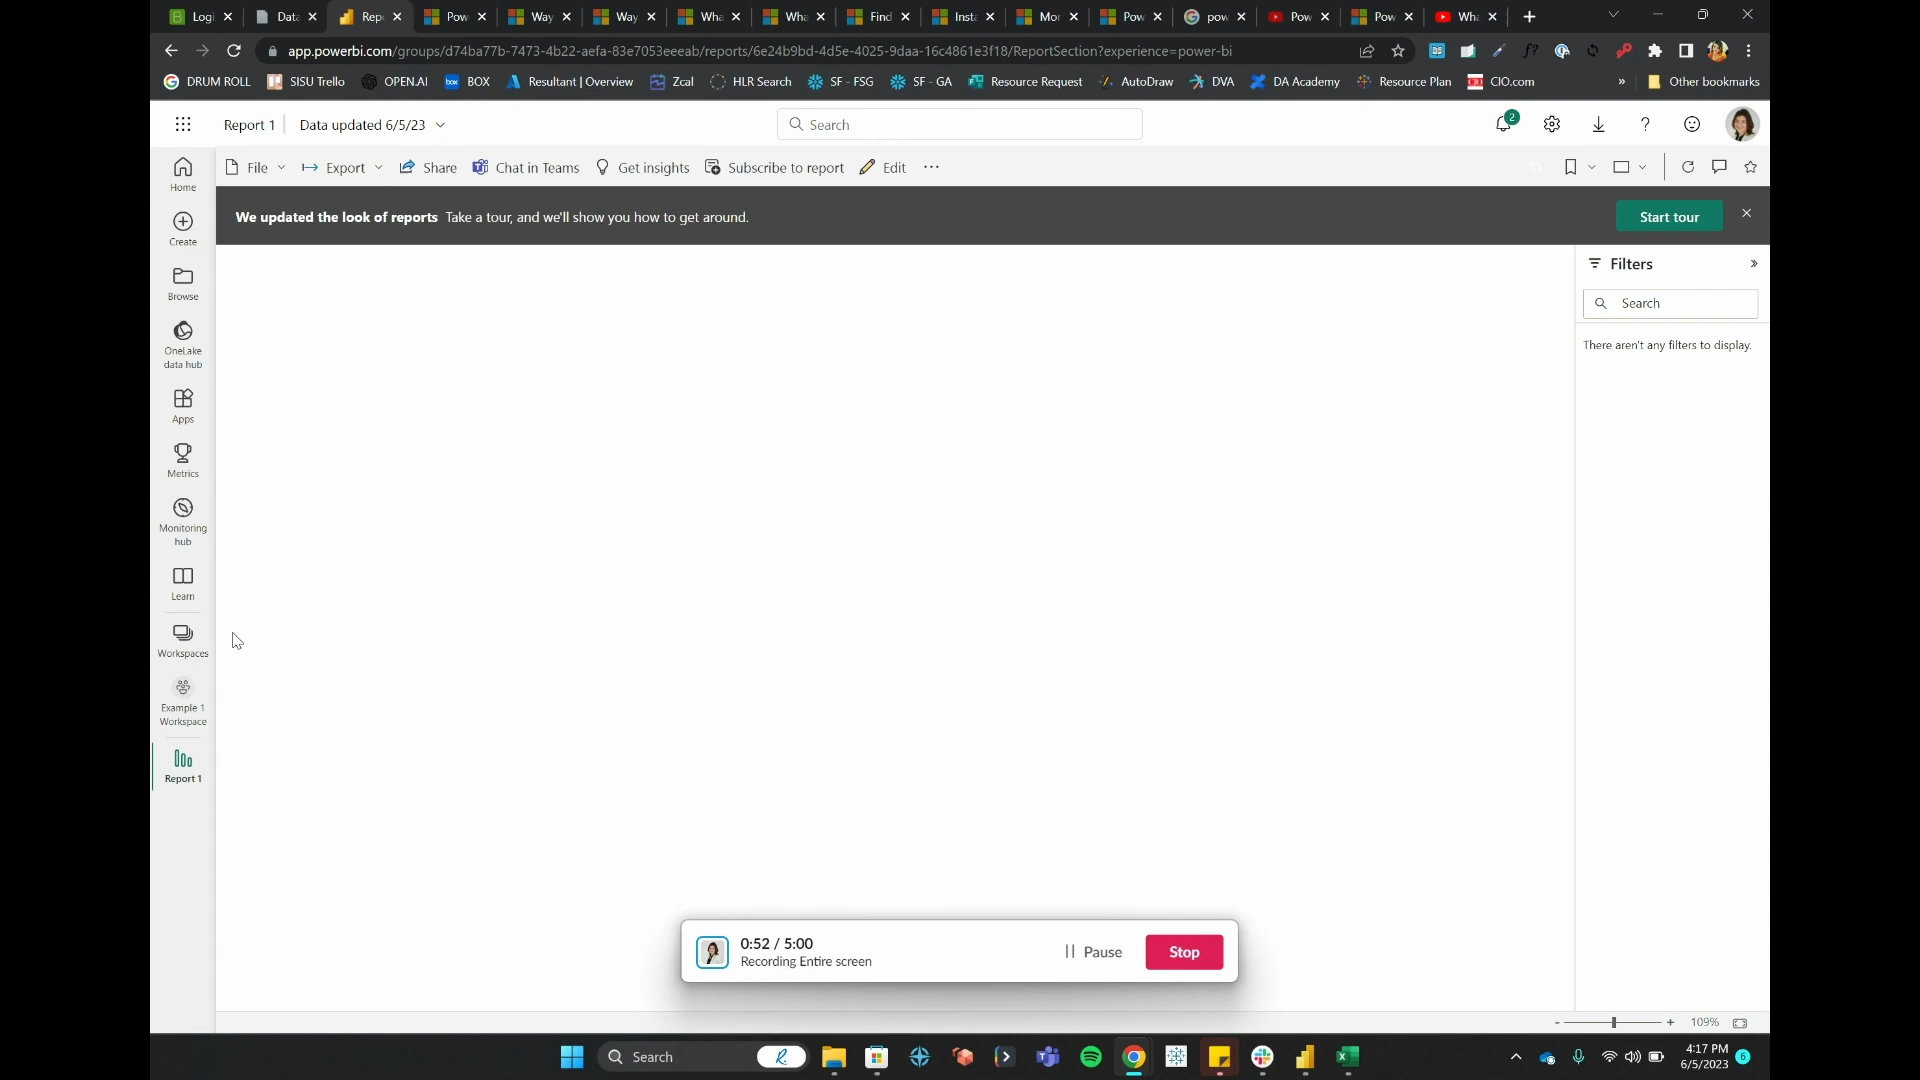 Logi
Data
Repo
Pow
Way
Way
Wha
Wha
Find
Insta
Mor
Pow
pow
Pow
Pow
Wha
app.powerbi.com/groups/d74ba77b-7473-4b22-aefa-83e7053eeeab/reports/6e24b9bd-4d5e-4025-9daa-16c4861e3f18/ReportSection?experience=power-bi
DRUM ROLL
SISU Trello
OPEN.AI
BOX
Resultant | Overview
Zcal
HLR Search
SF - FSG
SF - GA
Resource Request
AutoDraw
DVA
DA Academy
Resource Plan
CIO.com
»
Other bookmarks
Report 1
Data updated 6/5/23
Search
2
File
Export
Share
Chat in Teams
Get insights
Subscribe to report
Edit
We updated the look of reports Take a tour, and we'll show you how to get around.
Start tour
Home
Create
Browse
OneLake
data hub
Apps
Metrics
Monitoring
hub
Learn
Workspaces
Example 1
Workspace
Report 1
Filters
Search
There aren't any filters to display.
0:52 / 5:00
Recording Entire screen
Pause
Stop
- + 109%
Search
4:17 PM
6/5/2023
6